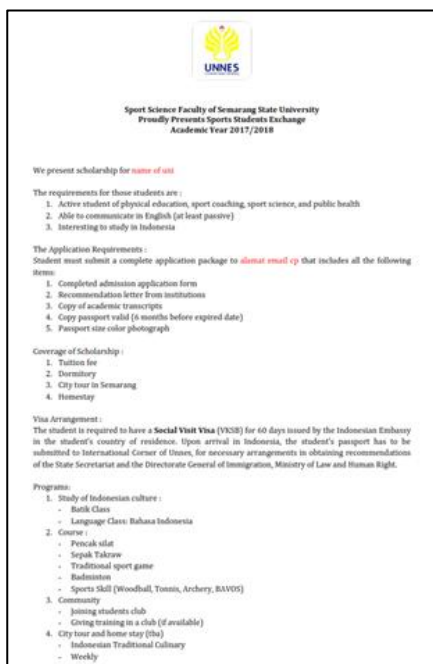 UNNES
Sport Science Faculty of Semarang State University
Proudly Presents Sports Students Exchange
Academic Year 2017/2018
We present scholarship for name of uni
The requirements for those students are :
1. Active student of physical education, sport coaching, sport science, and public health
2. Able to communicate in English (at least passive)
3. Interesting to study in Indonesia
The Application Requirements :
Student must submit a complete application package to alamat email cp that includes all the following
items:
1. Completed admission application form
2. Recommendation letter from institutions
3. Copy of academic transcripts
4. Copy passport valid (6 months before expired date)
5. Passport size color photograph
Coverage of Scholarship :
1. Tuition fee
2. Dormitory
3. City tour in Semarang
4. Homestay
Visa Arrangement :
The student is required to have a Social Visit Visa (VKSB) for 60 days issued by the Indonesian Embassy
in the student's country of residence. Upon arrival in Indonesia, the student's passport has to be
submitted to International Corner of Unnes, for necessary arrangements in obtaining recommendations
of the State Secretariat and the Directorate General of Immigration, Ministry of Law and Human Right.
Programs:
1. Study of Indonesian culture :
- Batik Class
- Language Class: Bahasa Indonesia
2. Course :
- Pencak silat
- Sepak Takraw
- Traditional sport game
- Badminton
- Sports Skill (Woodball, Tonnis, Archery, BAVOS)
3. Community
- Joining students club
- Giving training in a club (if available)
4. City tour and home stay (tba)
- Indonesian Traditional Culinary
- Weekly